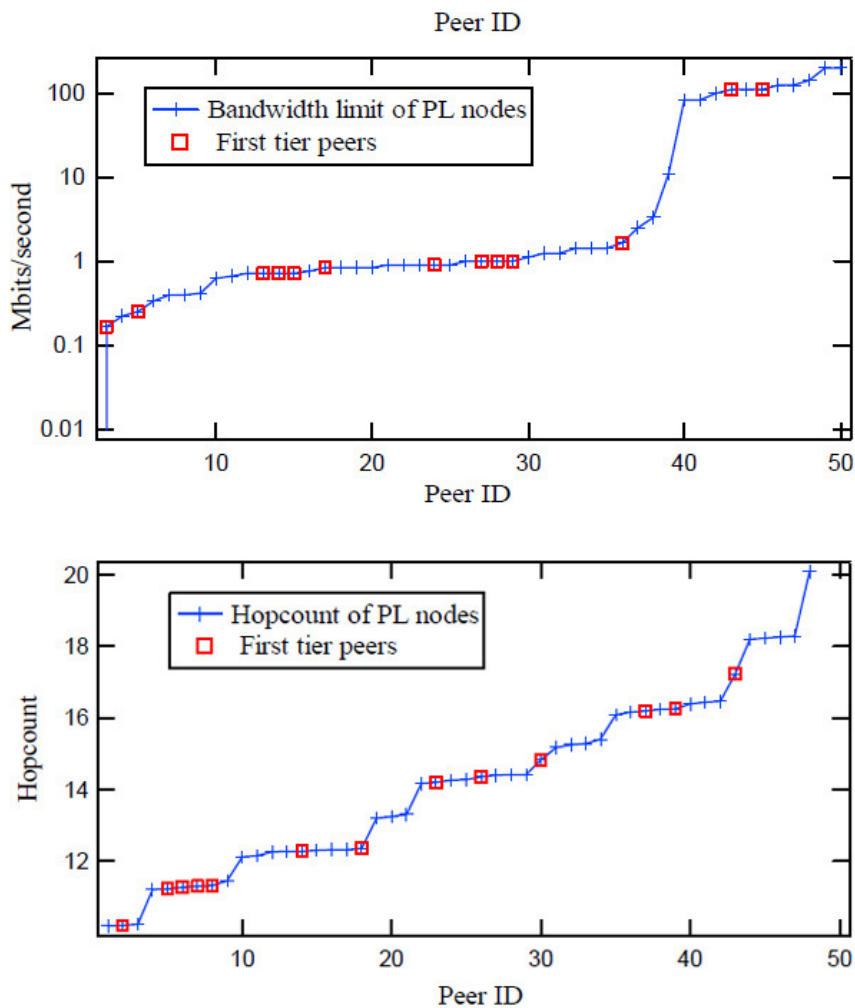 Peer ID
100
10
1
0.1
0.01
Mbits/second
Bandwidth limit of PL nodes
First tier peers
10 20 30 40 50
Peer ID
20
18
16
14
12
Hopcount
Hopcount of PL nodes
First tier peers
10 20 30 40 50
Peer ID